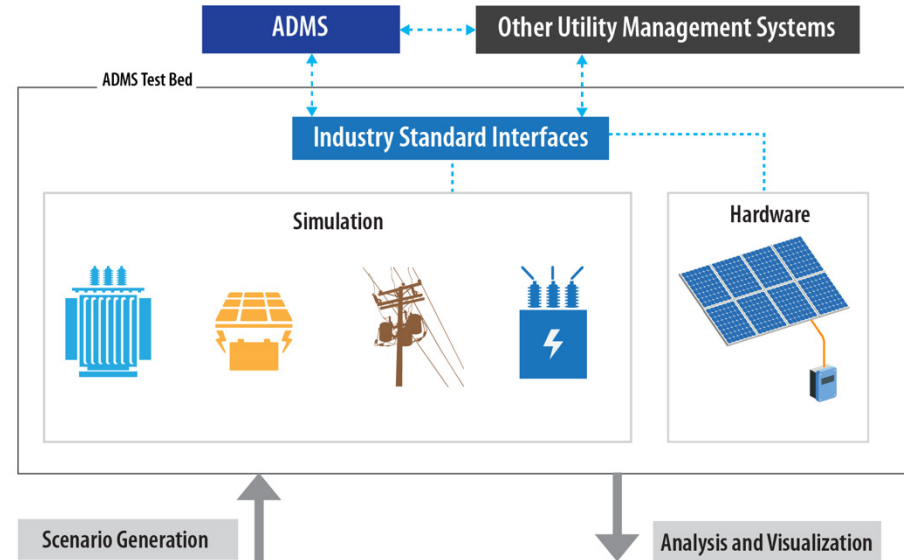 ADMS
Other Utility Management Systems
ADMS Test Bed
Industry Standard Interfaces
Simulation
Hardware
Scenario Generation
Analysis and Visualization